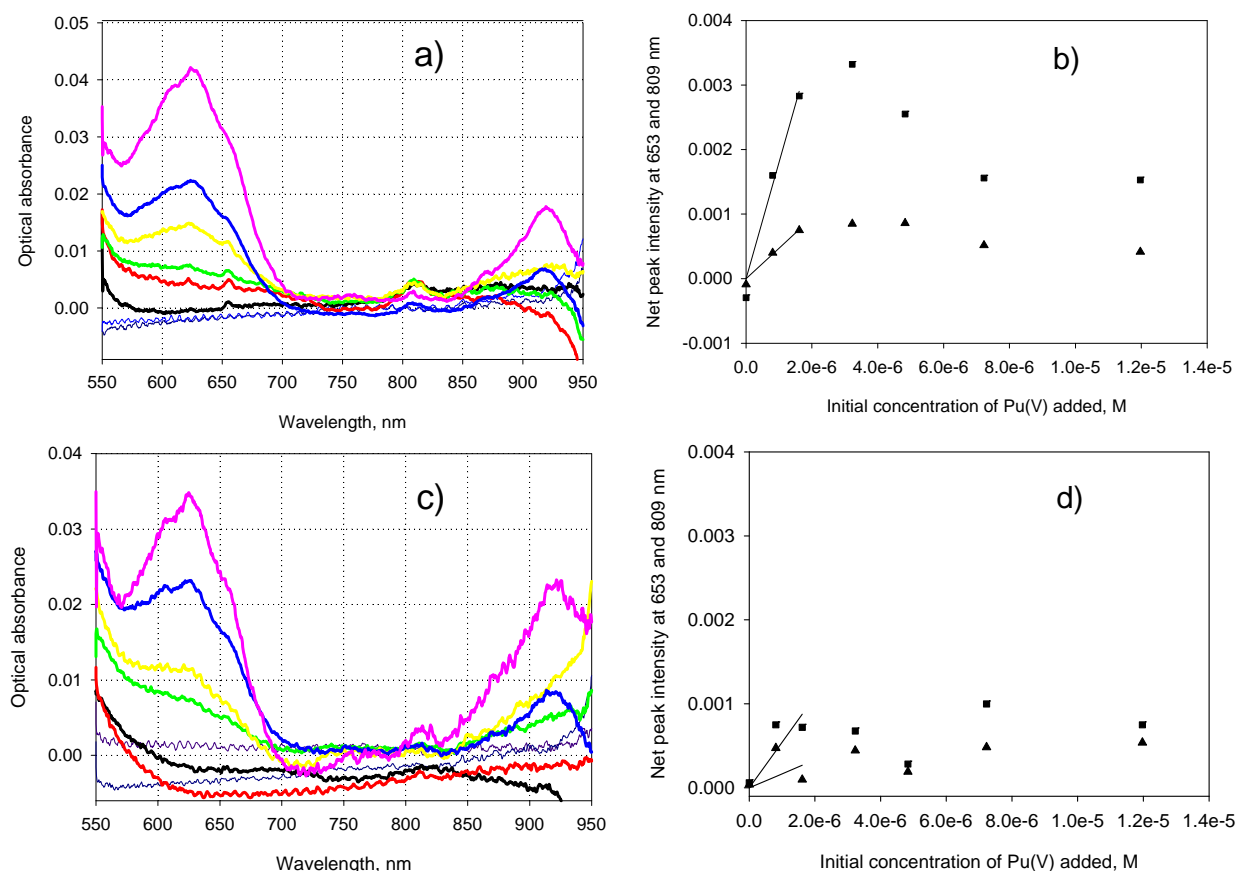 a)
0.05
0.04
0.03
0.02
0.01
0.00
Optical absorbance
550 600 650 700 750 800 850 900 950
Wavelength, nm
b)
0.004
0.003
0.002
0.001
0.000
-0.001
Net peak intensity at 653 and 809 nm
0.0 2.0e-6 4.0e-6 6.0e-6 8.0e-6 1.0e-5 1.2e-5 1.4e-5
Initial concentration of Pu(V) added, M
c)
0.04
0.03
0.02
0.01
0.00
Optical absorbance
550 600 650 700 750 800 850 900 950
Wavelength, nm
d)
0.004
0.003
0.002
0.001
0.000
Net peak intensity at 653 and 809 nm
0.0 2.0e-6 4.0e-6 6.0e-6 8.0e-6 1.0e-5 1.2e-5 1.4e-5
Initial concentration of Pu(V) added, M